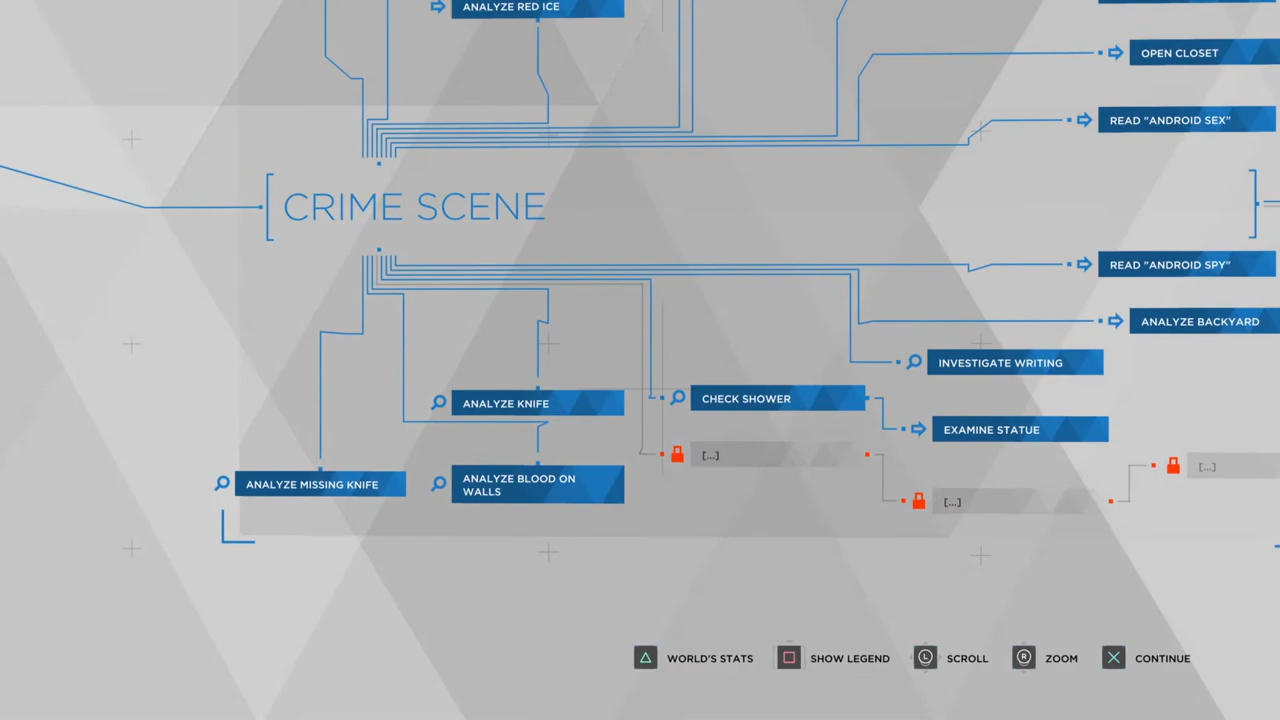 ANALYZE RED ICE
OPEN CLOSET
READ "ANDROID SEX"
CRIME SCENE
READ "ANDROID SPY"
ANALYZE BACKYARD
INVESTIGATE WRITING
CHECK SHOWER
ANALYZE KNIFE
EXAMINE STATUE
[...]
[...]
ANALYZE MISSING KNIFE
ANALYZE BLOOD ON
WALLS
[...]
WORLD'S STATS
SHOW LEGEND
L
SCROLL
R
ZOOM
CONTINUE